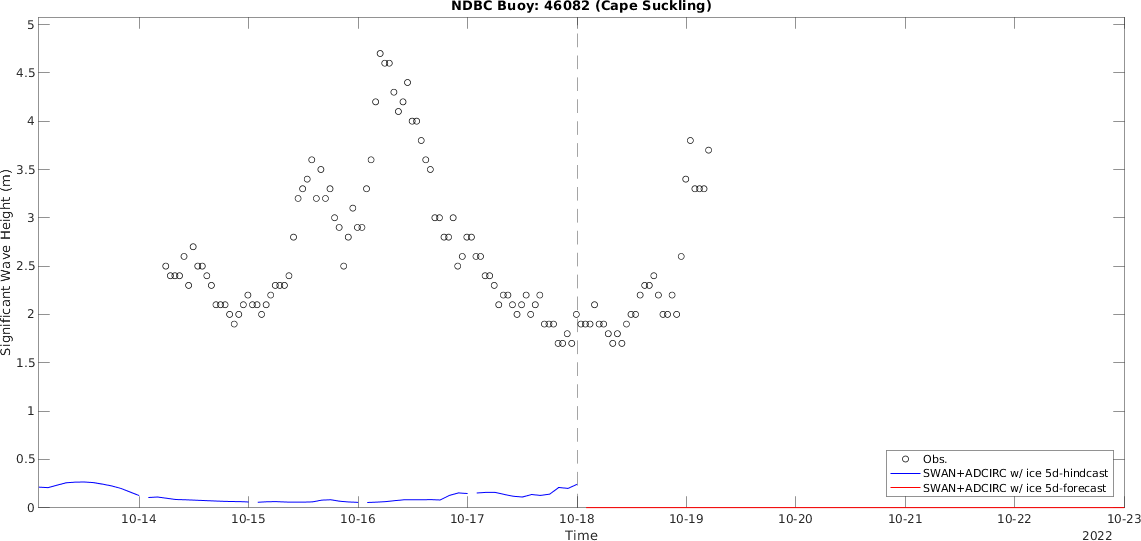 NDBC Buoy: 46082 (Cape Suckling)
Significant Wave Height (m)
5
4.5
4
3.5
3
2.5
2
1.5
1
0.5
0
Obs.
SWAN+ADCIRC w/ ice 5d-hindcast
SWAN+ADCIRC w/ ice 5d-forecast
10-14 10-15 10-16 10-17 10-18 10-19 10-20 10-21 10-22 10-23
Time
2022